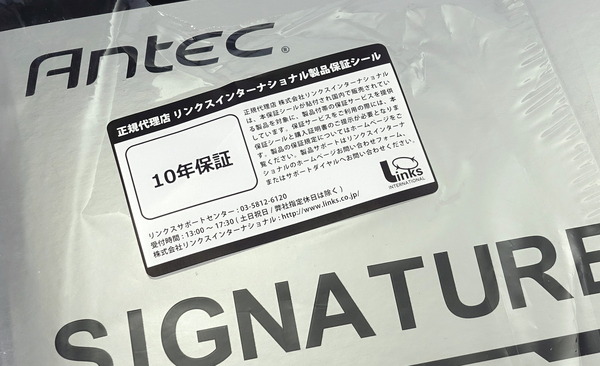 Antec®
正規代理店 リンクスインターナショナル製品保証シール
10年保証
正規代理店 株式会社リンクスインターナショナル
は、本保証シールが貼付され国内で販売されてい
る製品を対象に、製品付帯の保証サービスを提供
しています。保証サービスをご利用の際には、本
保証シールと購入証明書のご提示が必要となりま
す。製品の保証規定についてはホームページをご
覧ください。製品サポートはリンクスインターナ
ショナルのホームページお問い合わせフォーム、
またはサポートダイヤルへお問い合わせください。
リンクスサポートセンター : 03-5812-6120
受付時間 : 13:00 〜 17:30 ( 土日祝日 / 弊社指定休日は除く )
株式会社リンクスインターナショナル : http://www.links.co.jp/
Links
INTERNATIONAL
SIGNATURE